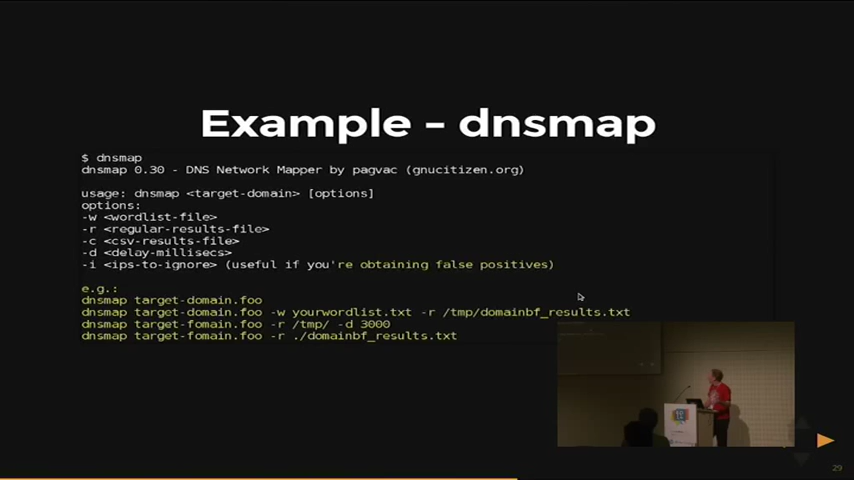 Example – dnsmap
$ dnsmap
dnsmap 0.30 - DNS Network Mapper by pagvac (gnucitizen.org)
usage: dnsmap <target-domain> [options]
options:
-w <wordlist-file>
-r <regular-results-file>
-c <csv-results-file>
-d <delay-millisecs>
-i <ips-to-ignore> (useful if you're obtaining false positives)
e.g.:
dnsmap target-domain.foo
dnsmap target-domain.foo -w yourwordlist.txt -r /tmp/domainbf_results.txt
dnsmap target-fomain.foo -r /tmp/ -d 3000
dnsmap target-fomain.foo -r ./domainbf_results.txt
29